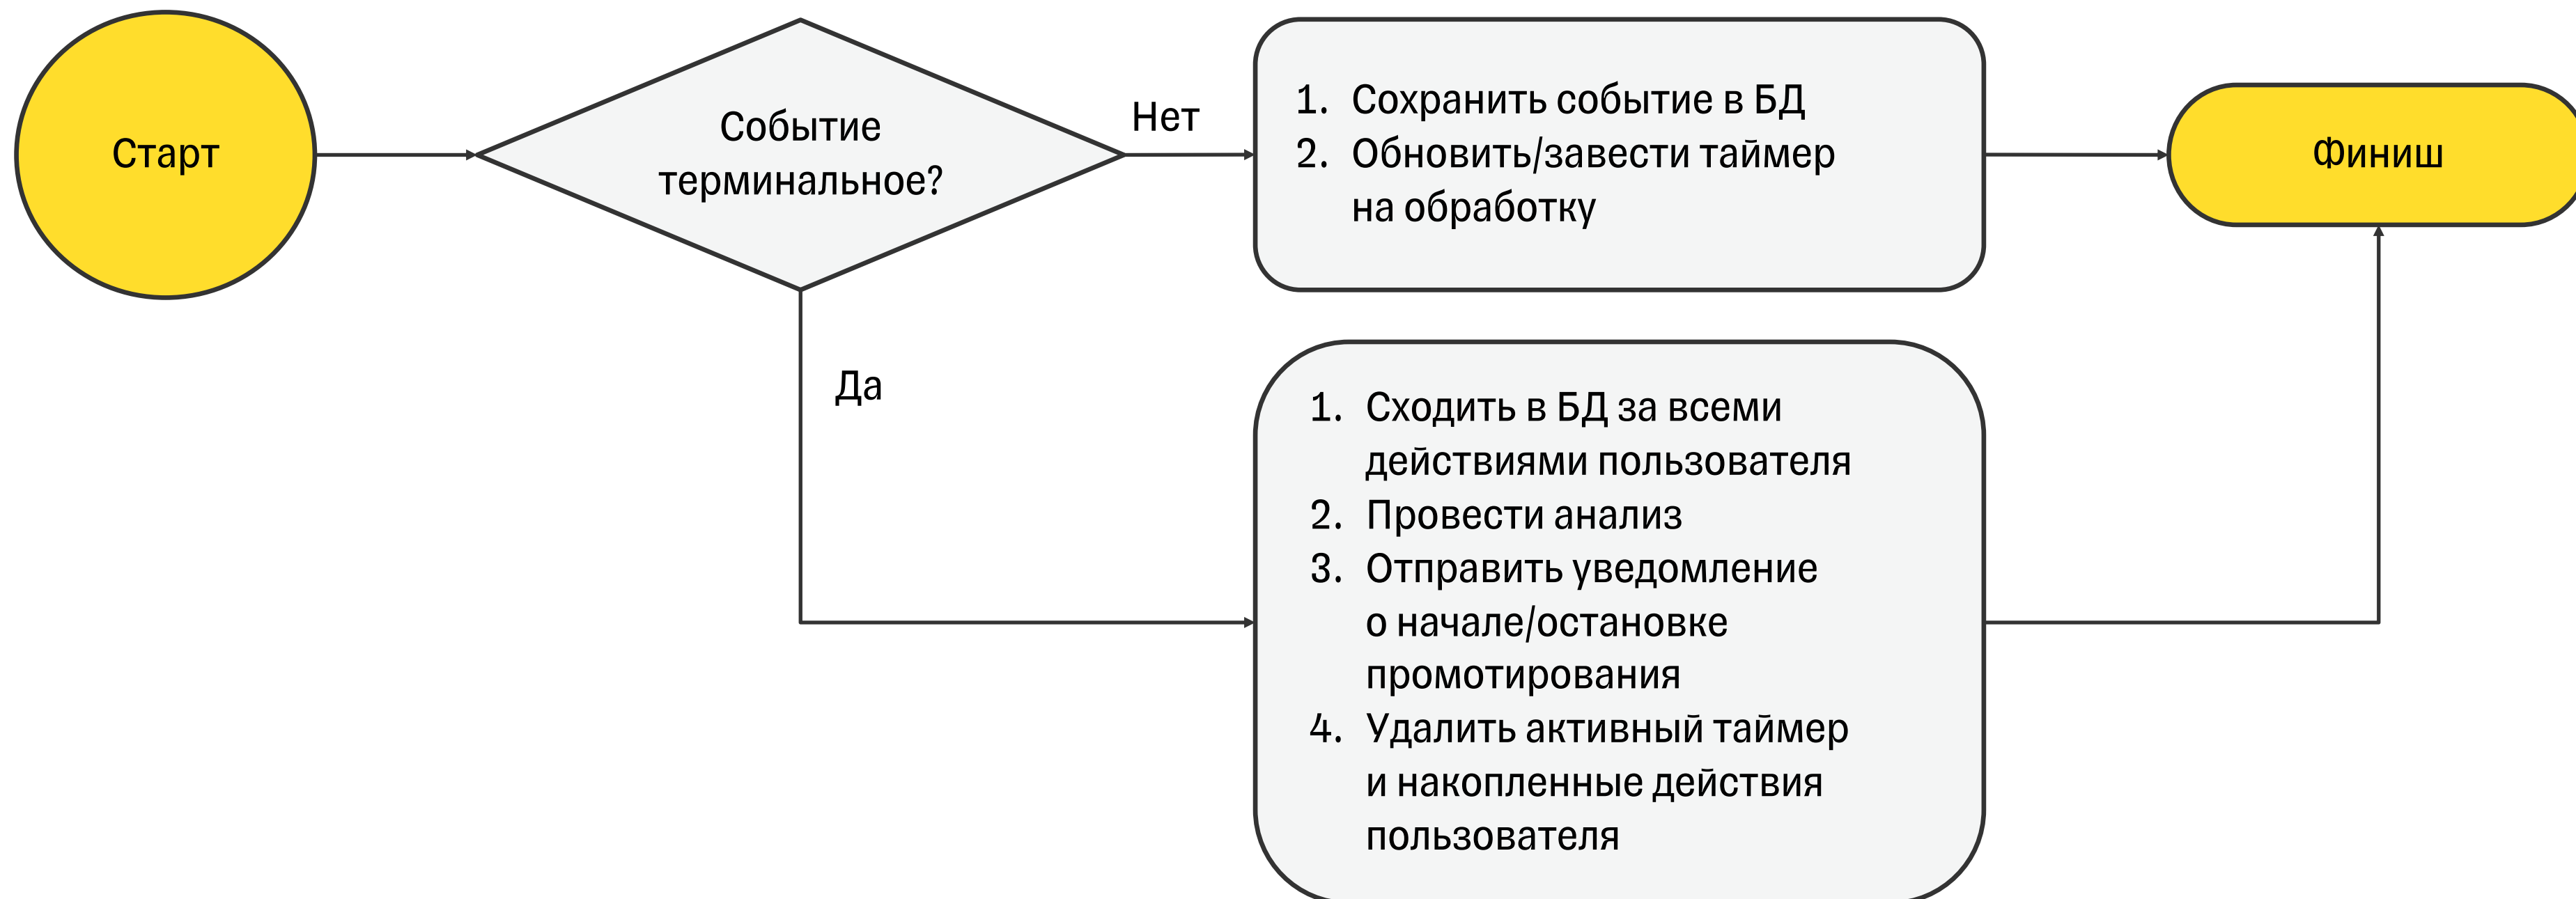 Старт
Событие
терминальное?
Нет
1. Сохранить событие в БД
2. Обновить/завести таймер
на обработку
Финиш
Да
1. Сходить в БД за всеми
действиями пользователя
2. Провести анализ
3. Отправить уведомление
о начале/остановке
промотирования
4. Удалить активный таймер
и накопленные действия
пользователя